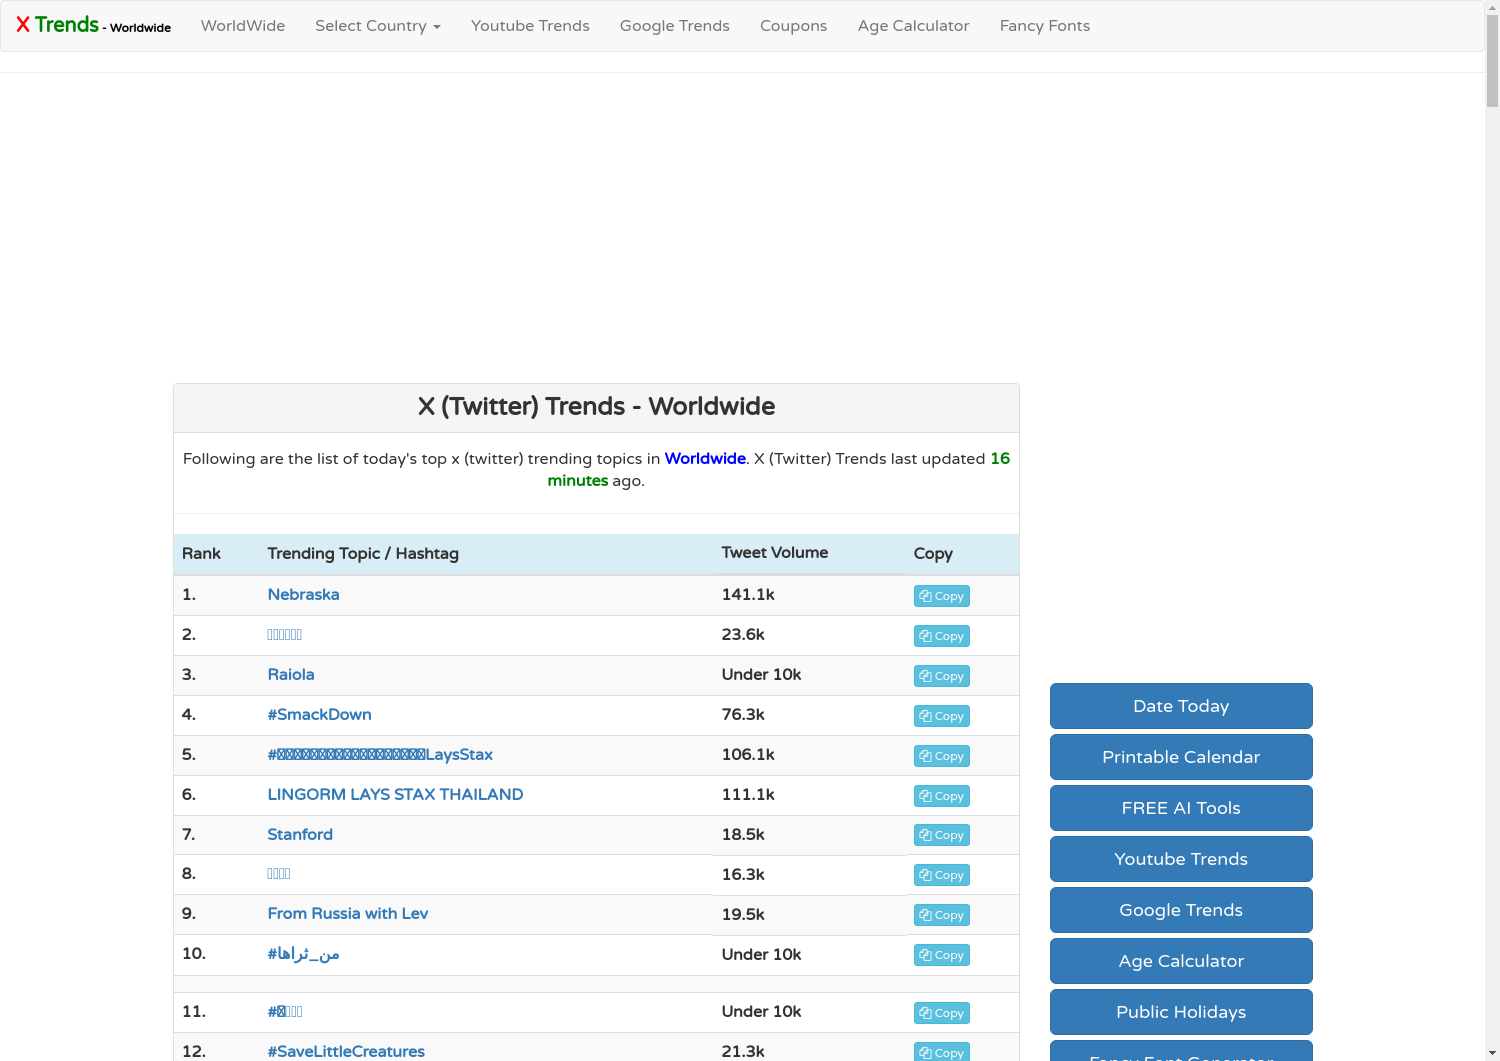 X Trends - Worldwide WorldWide Select Country Youtube Trends Google Trends Coupons Age Calculator Fancy Fonts
X (Twitter) Trends - Worldwide
Following are the list of today's top x (twitter) trending topics in Worldwide. X (Twitter) Trends last updated 16
minutes ago.
Rank Trending Topic / Hashtag Tweet Volume Copy
1. Nebraska 141.1k Copy
2. 23.6k Copy
3. Raiola Under 10k Copy
4. #SmackDown 76.3k Copy
5. # LaysStax 106.1k Copy
6. LINGORM LAYS STAX THAILAND 111.1k Copy
7. Stanford 18.5k Copy
8. 16.3k Copy
9. From Russia with Lev 19.5k Copy
10. #من_ثراها Under 10k Copy
11. # Under 10k Copy
12. #SaveLittleCreatures 21.3k Copy
Date Today
Printable Calendar
FREE AI Tools
Youtube Trends
Google Trends
Age Calculator
Public Holidays
Fancy Font Generator